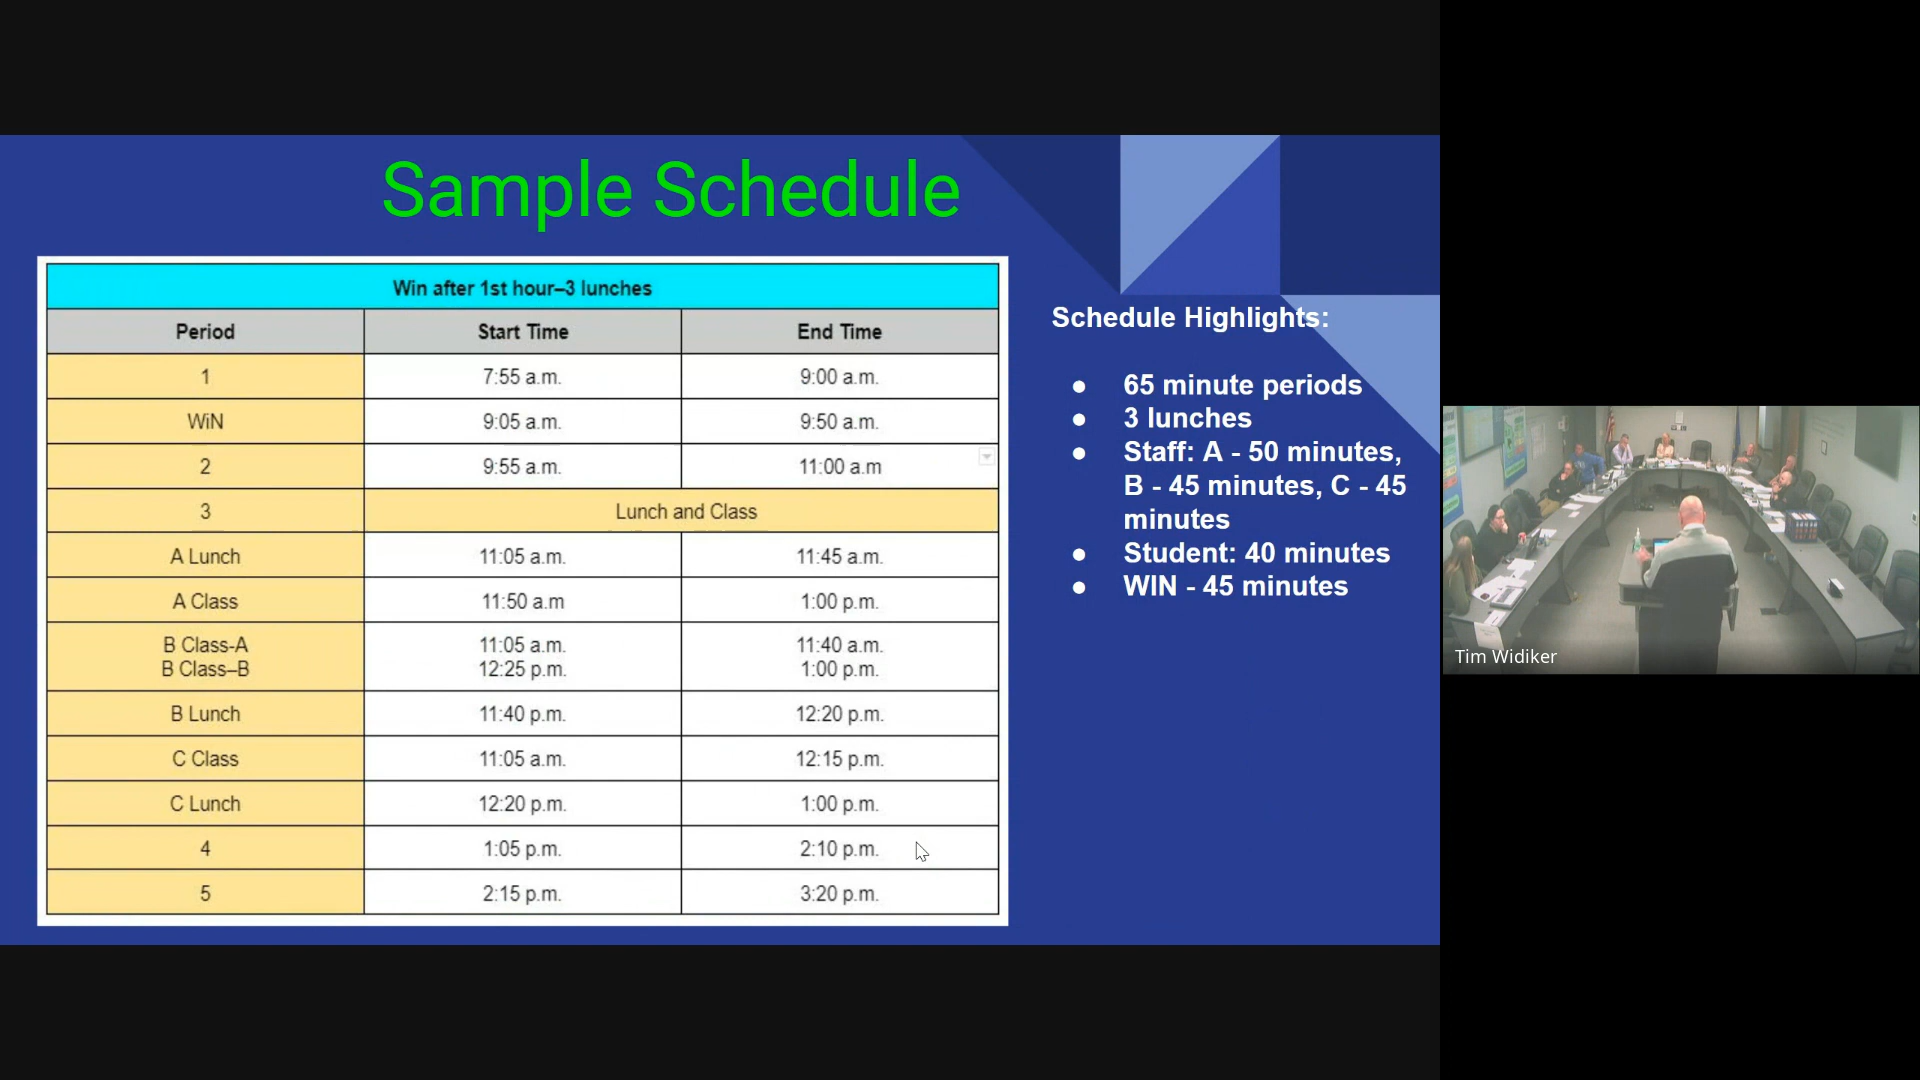 Sample Schedule
Win after 1st hour–3 lunches
Period Start Time End Time
1 7:55 a.m. 9:00 a.m.
WiN 9:05 a.m. 9:50 a.m.
2 9:55 a.m. 11:00 a.m
3 Lunch and Class
A Lunch 11:05 a.m. 11:45 a.m.
A Class 11:50 a.m 1:00 p.m.
B Class-A 11:05 a.m. 11:40 a.m.
B Class–B 12:25 p.m. 1:00 p.m.
B Lunch 11:40 p.m. 12:20 p.m.
C Class 11:05 a.m. 12:15 p.m.
C Lunch 12:20 p.m. 1:00 p.m.
4 1:05 p.m. 2:10 p.m.
5 2:15 p.m. 3:20 p.m.
Schedule Highlights:
● 65 minute periods
● 3 lunches
● Staff: A - 50 minutes,
B - 45 minutes, C - 45
minutes
● Student: 40 minutes
● WIN - 45 minutes
Tim Widiker